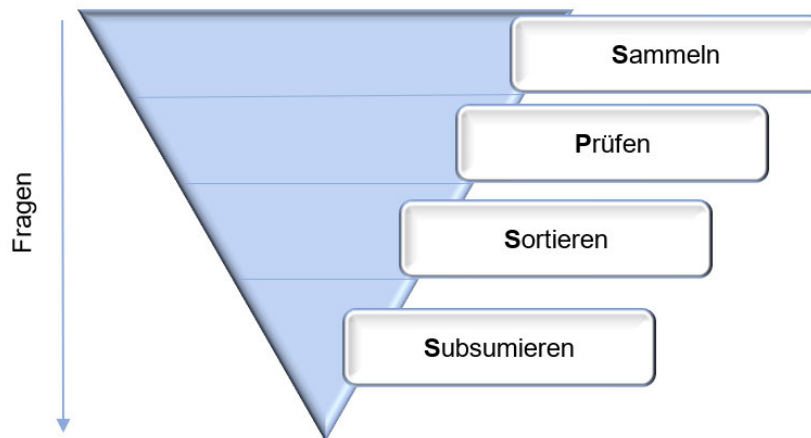 Sammeln
Prüfen
Sortieren
Subsumieren
Fragen